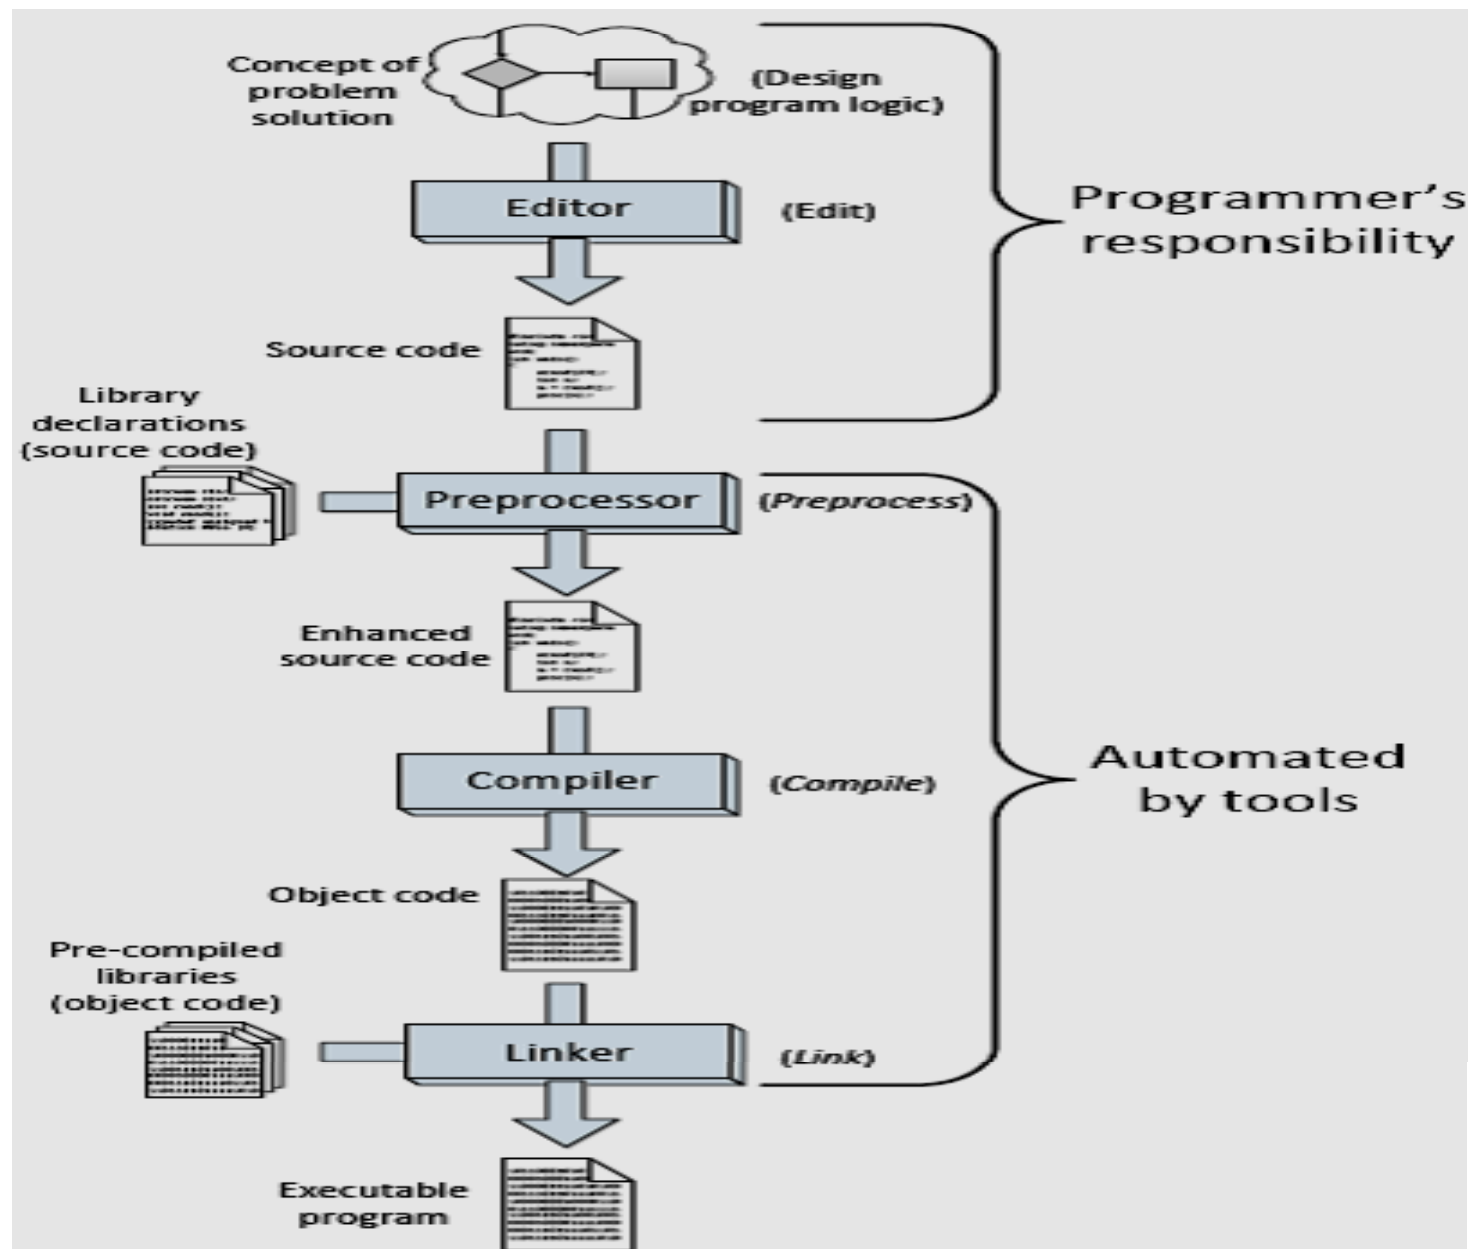 Concept of
problem
solution
(Design
program logic)
Editor
(Edit)
Programmer's
responsibility
Source code
Library
declarations
(source code)
Preprocessor
(Preprocess)
Enhanced
source code
Compiler
(Compile)
Automated
by tools
Object code
Pre-compiled
libraries
(object code)
Linker
(Link)
Executable
program